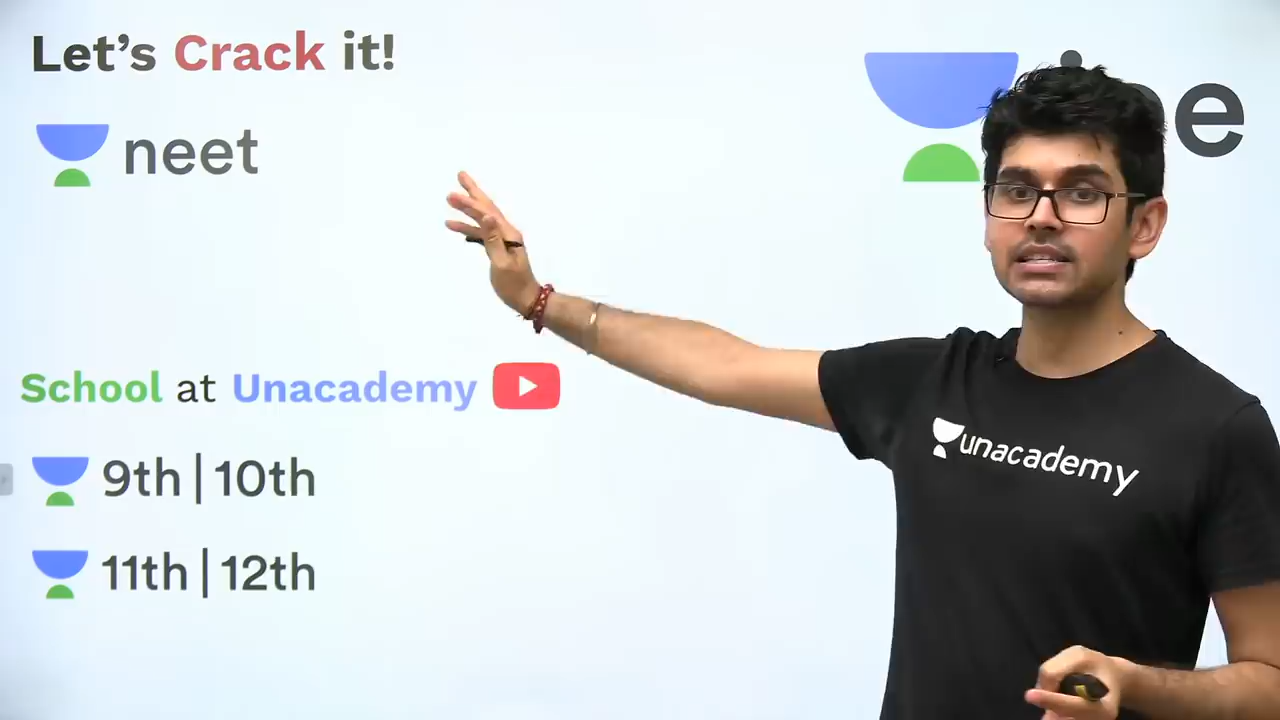 Let's Crack it!
neet
School at Unacademy
9th | 10th
11th | 12th
unacademy